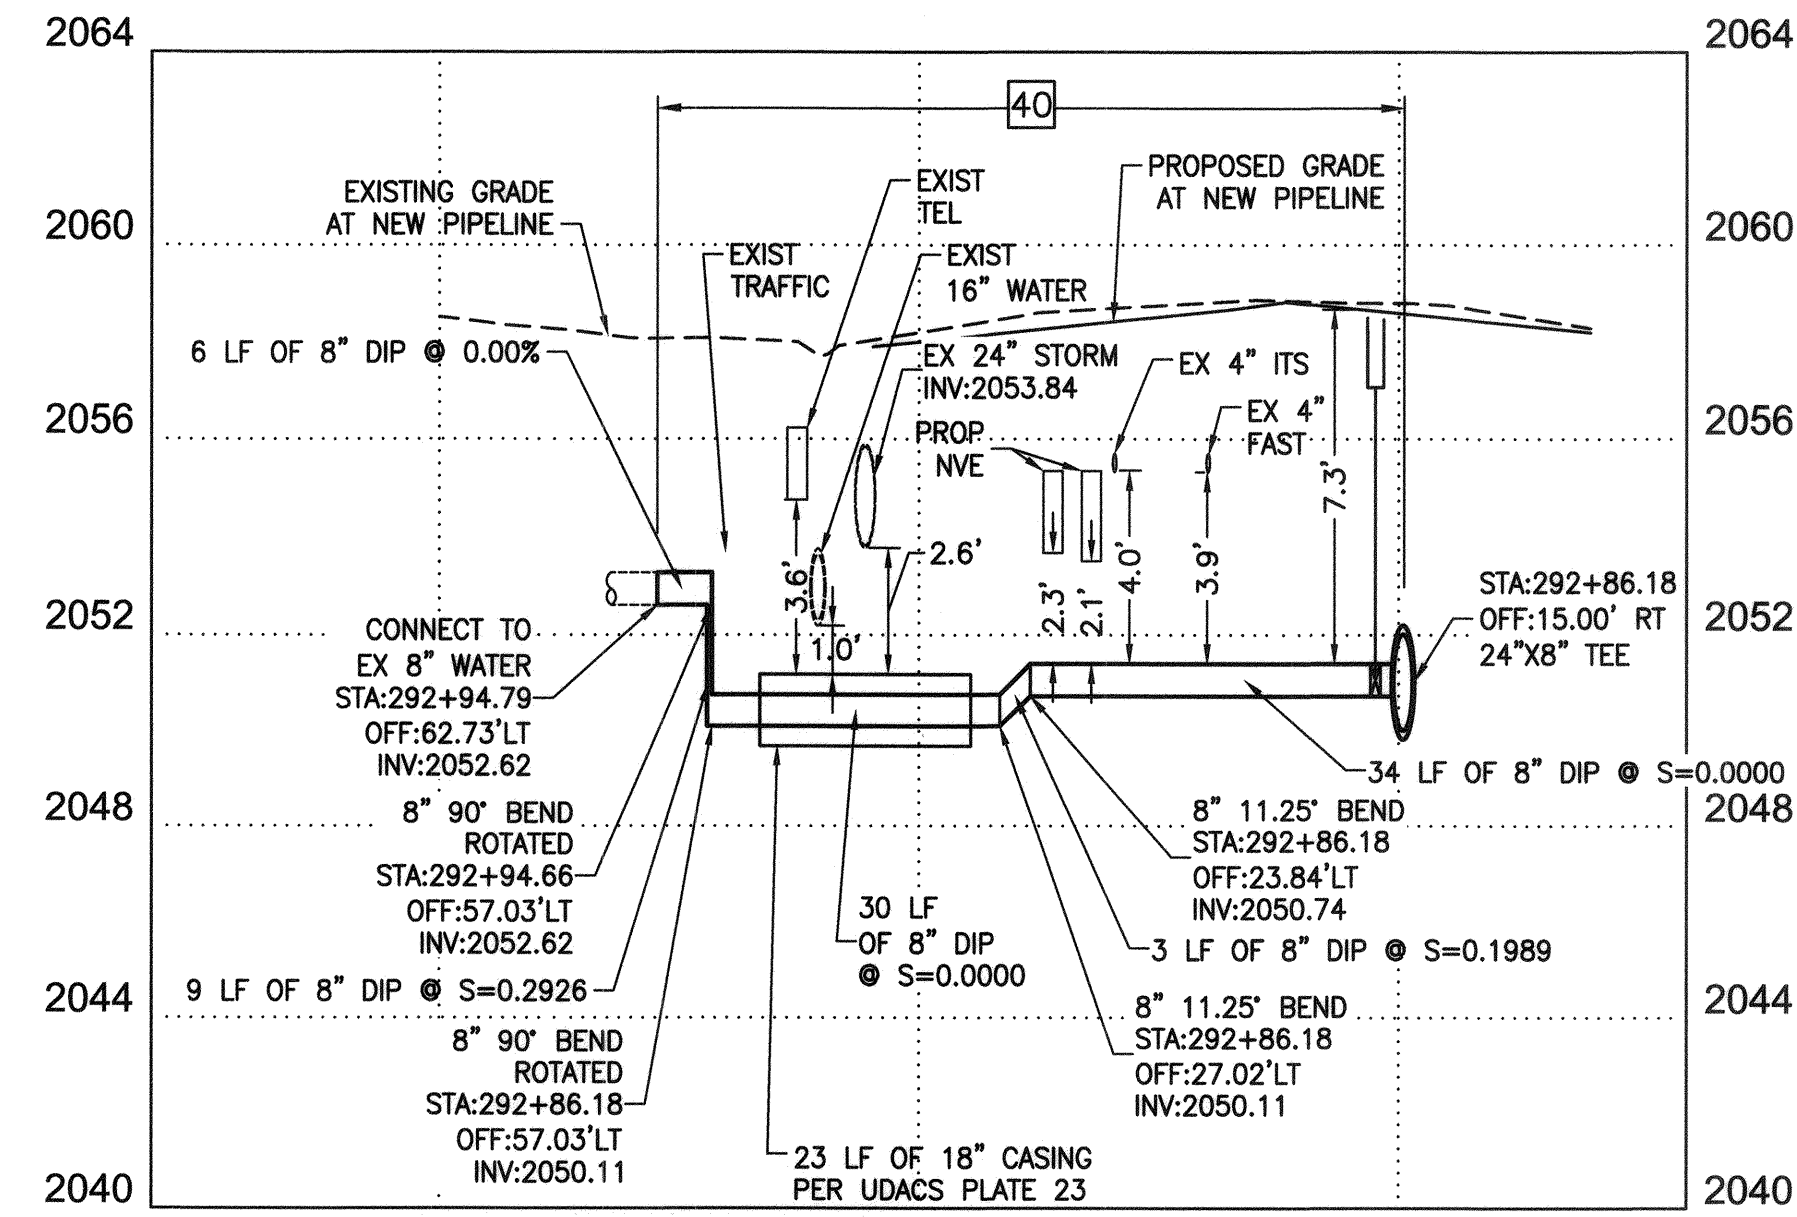 2064
2064
40
EXISTING GRADE
AT NEW PIPELINE
EXIST
TEL
PROPOSED GRADE
AT NEW PIPELINE
2060
2060
EXIST
TRAFFIC
EXIST
16" WATER
6 LF OF 8" DIP @ 0.00%
EX 24" STORM
INV:2053.84
EX 4" ITS
2056
2056
PROP
NVE
EX 4"
FAST
7.3'
3.6'
2.6'
1.0'
2.3'
2.1'
4.0'
3.9'
STA:292+86.18
OFF:15.00' RT
24"X8" TEE
2052
2052
CONNECT TO
EX 8" WATER
STA:292+94.79
OFF:62.73'LT
INV:2052.62
34 LF OF 8" DIP @ S=0.0000
2048
2048
8" 90° BEND
ROTATED
STA:292+94.66
OFF:57.03'LT
INV:2052.62
8" 11.25° BEND
STA:292+86.18
OFF:23.84'LT
INV:2050.74
30 LF
OF 8" DIP
@ S=0.0000
3 LF OF 8" DIP @ S=0.1989
9 LF OF 8" DIP @ S=0.2926
2044
2044
8" 90° BEND
ROTATED
STA:292+86.18
OFF:57.03'LT
INV:2050.11
8" 11.25° BEND
STA:292+86.18
OFF:27.02'LT
INV:2050.11
23 LF OF 18" CASING
PER UDACS PLATE 23
2040
2040